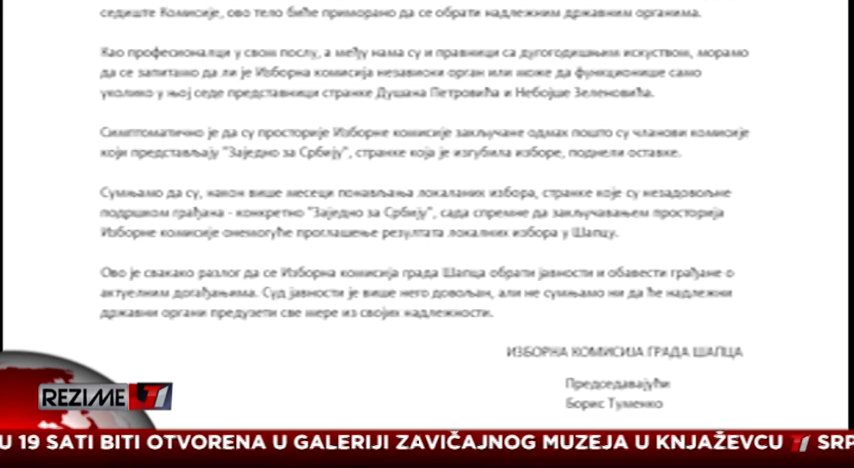 седиште Комисије, ово тело биће приморано да се обрати надлежним државним органима.
Као професионалци у свом послу, а међу нама су и правници са дугогодишњим искуством, морамо
да се запитамо да ли је Изборна комисија независни орган или може да функционише само
уколико у њој седе представници странке Душана Петровића и Небојше Зеленовића.
Симптоматично је да су просторије Изборне комисије закључане одмах пошто су чланови комисије
који представљају "Заједно за Србију", странке која је изгубила изборе, поднели оставке.
Сумњамо да су, након више месеци понављања локалних избора, странке које су незадовољне
подршком грађана - конкретно "Заједно за Србију", сада спремне да закључавањем просторија
Изборне комисије онемогуће проглашење резултата локалних избора у Шапцу.
Ово је свакако разлог да се Изборна комисија града Шапца обрати јавности и обавести грађане о
актуелним догађањима. Суд јавности је више него довољан, али не сумњамо ни да ће надлежни
државни органи предузети све мере из својих надлежности.
ИЗБОРНА КОМИСИЈА ГРАДА ШАПЦА
Председавајући
Борис Туменко
REZIME T1
U 19 SATI BITI OTVORENA U GALERIJI ZAVIČAJNOG MUZEJA U KNJAŽEVCU T1 SRP